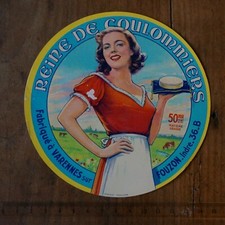 REINE DE COULOMMIERS
50%
Fabriqué à VARENNES SUR
FOUZON, Indre. 36.B